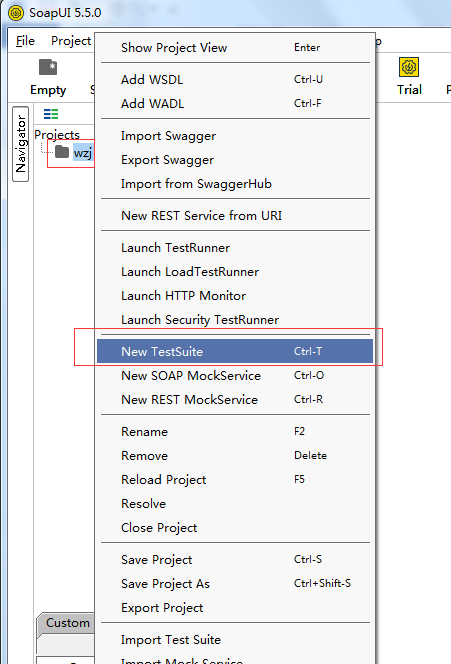 SoapUI 5.5.0
File Project
Empty
Trial
Navigator
Projects
wzj
Show Project View Enter
Add WSDL Ctrl-U
Add WADL Ctrl-F
Import Swagger
Export Swagger
Import from SwaggerHub
New REST Service from URI
Launch TestRunner
Launch LoadTestRunner
Launch HTTP Monitor
Launch Security TestRunner
New TestSuite Ctrl-T
New SOAP MockService Ctrl-O
New REST MockService Ctrl-R
Rename F2
Remove Delete
Reload Project F5
Resolve
Close Project
Save Project Ctrl-S
Save Project As Ctrl+Shift-S
Export Project
Custom
Import Test Suite
Import Mock Service